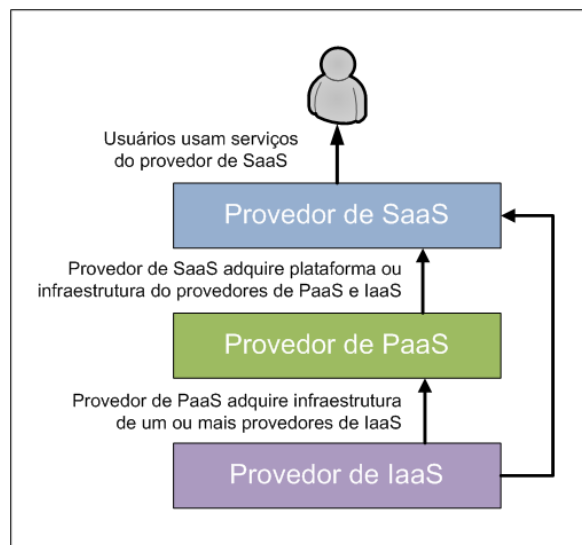 Usuários usam serviços
do provedor de SaaS
Provedor de SaaS
Provedor de SaaS adquire plataforma ou
infraestrutura do provedores de PaaS e IaaS
Provedor de PaaS
Provedor de PaaS adquire infraestrutura
de um ou mais provedores de IaaS
Provedor de IaaS